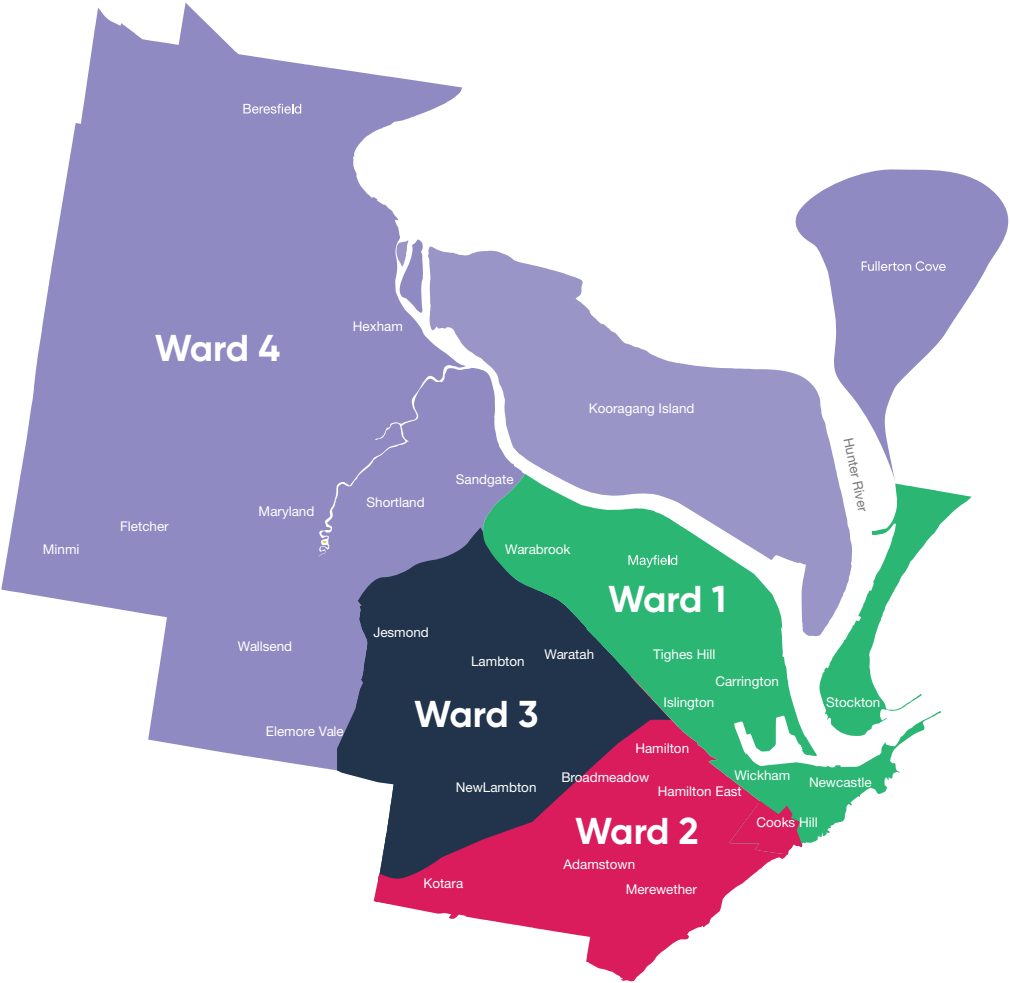 Beresfield
Fullerton Cove
Hexham
Ward 4
Kooragang Island
Hunter River
Sandgate
Shortland
Maryland
Fletcher
Minmi
Warabrook
Mayfield
Ward 1
Jesmond
Wallsend
Lambton
Waratah
Tighes Hill
Carrington
Islington
Stockton
Ward 3
Elemore Vale
Hamilton
Broadmeadow
Wickham
Newcastle
NewLambton
Hamilton East
Cooks Hill
Ward 2
Adamstown
Kotara
Merewether